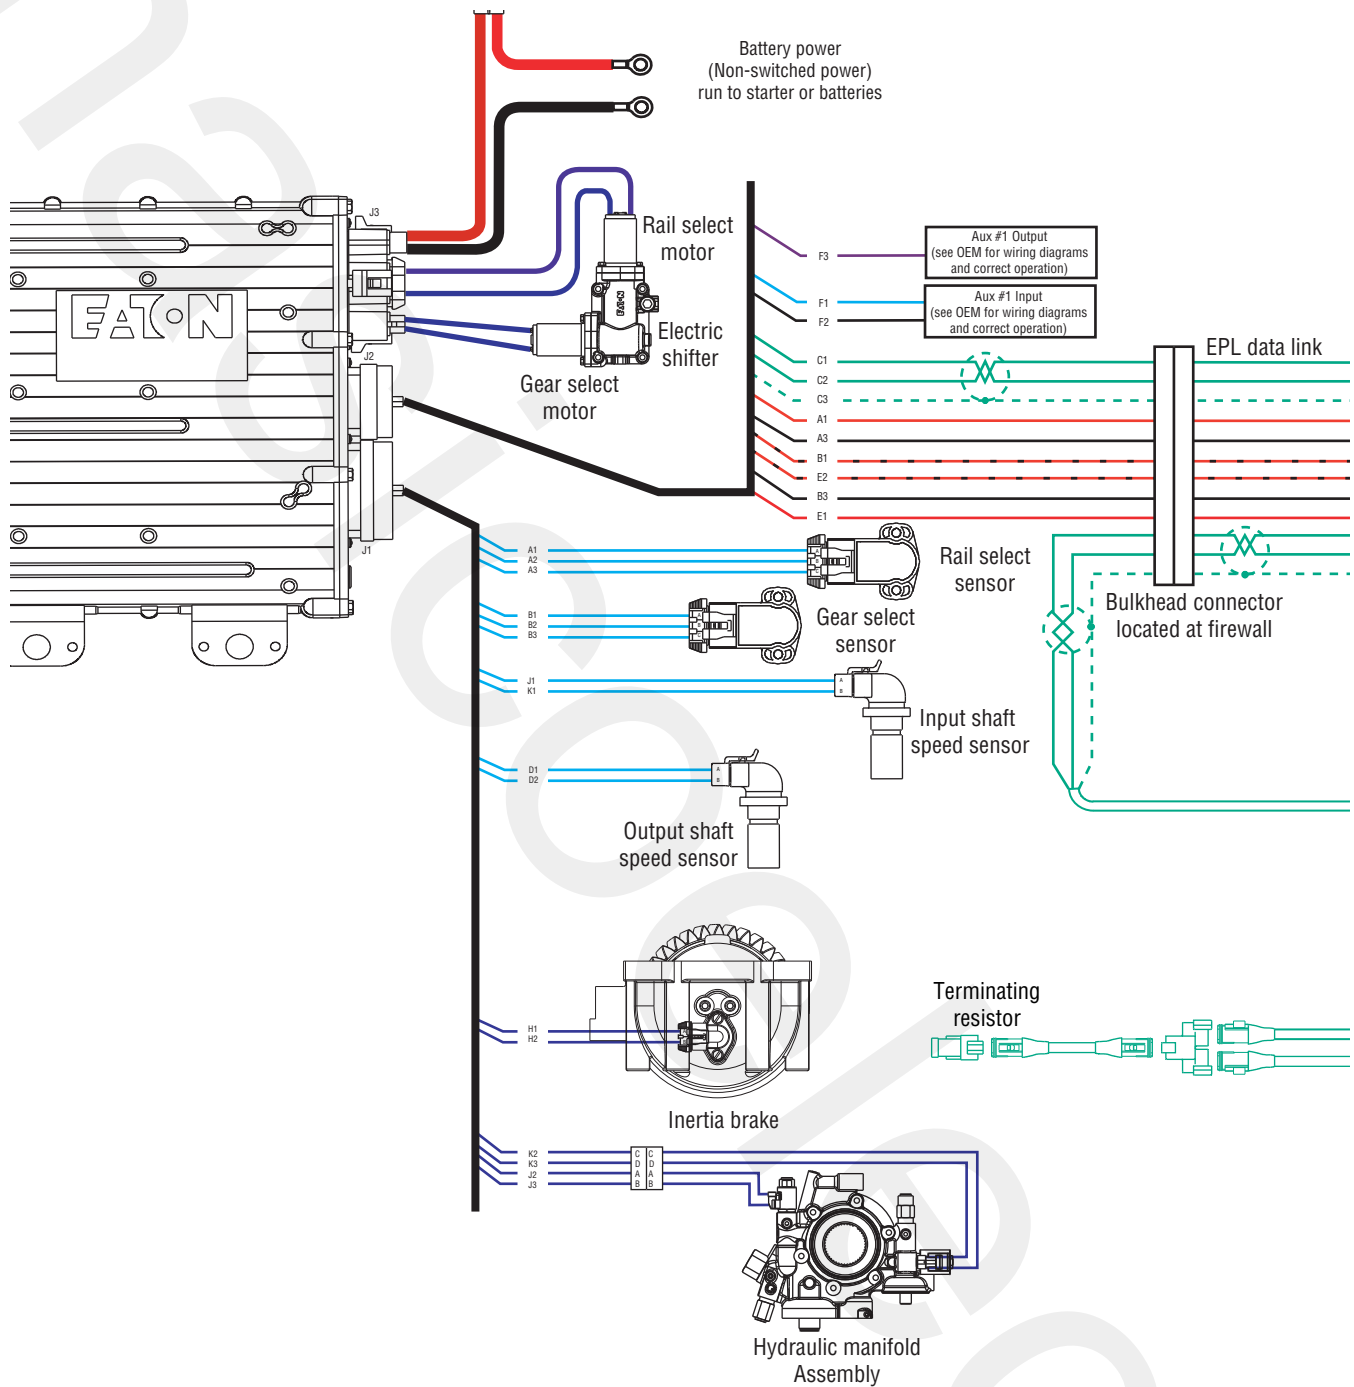 Battery power
(Non-switched power)
run to starter or batteries
J3
Rail select
motor
EATON
EATON
Electric
shifter
Gear select
motor
J2
J1
F3
Aux #1 Output
(see OEM for wiring diagrams
and correct operation)
F1
F2
Aux #1 Input
(see OEM for wiring diagrams
and correct operation)
EPL data link
C1
C2
C3
A1
A3
B1
E2
B3
E1
Bulkhead connector
located at firewall
A1
A2
A3
A
B
C
Rail select
sensor
B1
B2
B3
A
B
C
Gear select
sensor
J1
K1
A
B
Input shaft
speed sensor
D1
D2
A
B
Output shaft
speed sensor
H1
H2
Inertia brake
Terminating
resistor
K2 C C
K3 D D
J2 A A
J3 B B
Hydraulic manifold
Assembly